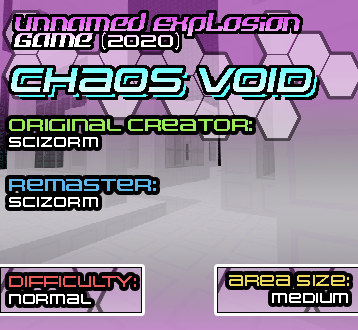 unnamed explosion
game (2020)
CHAOS VOID
ORIGINAL CREATOR:
SCIZORM
REMASTER:
SCIZORM
DIFFICULTY:
NORMAL
AREA SIZE:
MEDIUM